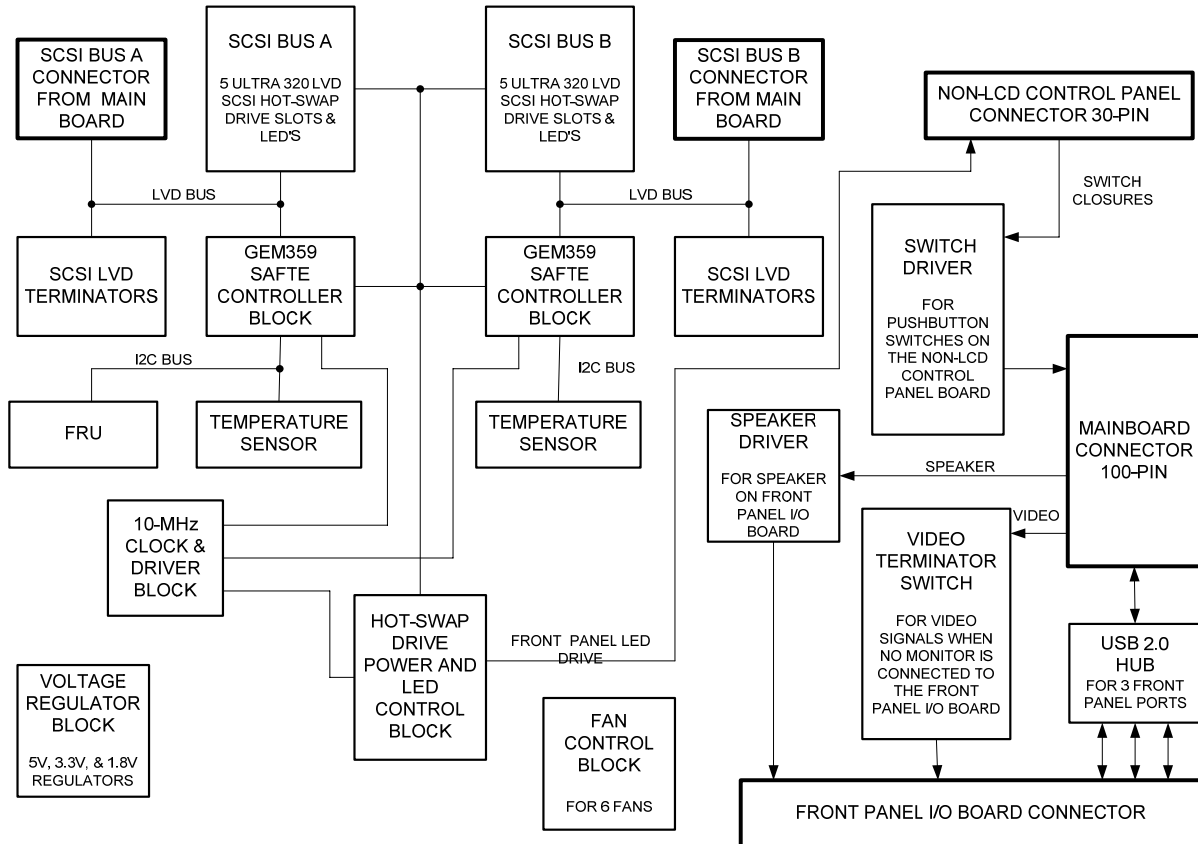 SCSI BUS A
CONNECTOR
FROM MAIN
BOARD
SCSI BUS A
5 ULTRA 320 LVD
SCSI HOT-SWAP
DRIVE SLOTS &
LED'S
SCSI BUS B
5 ULTRA 320 LVD
SCSI HOT-SWAP
DRIVE SLOTS &
LED'S
SCSI BUS B
CONNECTOR
FROM MAIN
BOARD
NON-LCD CONTROL PANEL
CONNECTOR 30-PIN
LVD BUS
LVD BUS
SWITCH
CLOSURES
SCSI LVD
TERMINATORS
GEM359
SAFTE
CONTROLLER
BLOCK
GEM359
SAFTE
CONTROLLER
BLOCK
SCSI LVD
TERMINATORS
SWITCH
DRIVER
FOR
PUSHBUTTON
SWITCHES ON
THE NON-LCD
CONTROL
PANEL BOARD
I2C BUS
I2C BUS
FRU
TEMPERATURE
SENSOR
TEMPERATURE
SENSOR
SPEAKER
DRIVER
FOR SPEAKER
ON FRONT
PANEL I/O
BOARD
SPEAKER
MAINBOARD
CONNECTOR
100-PIN
VIDEO
10-MHz
CLOCK &
DRIVER
BLOCK
VIDEO
TERMINATOR
SWITCH
FOR VIDEO
SIGNALS WHEN
NO MONITOR IS
CONNECTED TO
THE FRONT
PANEL I/O BOARD
HOT-SWAP
DRIVE
POWER AND
LED
CONTROL
BLOCK
FRONT PANEL LED
DRIVE
USB 2.0
HUB
FOR 3 FRONT
PANEL PORTS
VOLTAGE
REGULATOR
BLOCK
5V, 3.3V, & 1.8V
REGULATORS
FAN
CONTROL
BLOCK
FOR 6 FANS
FRONT PANEL I/O BOARD CONNECTOR